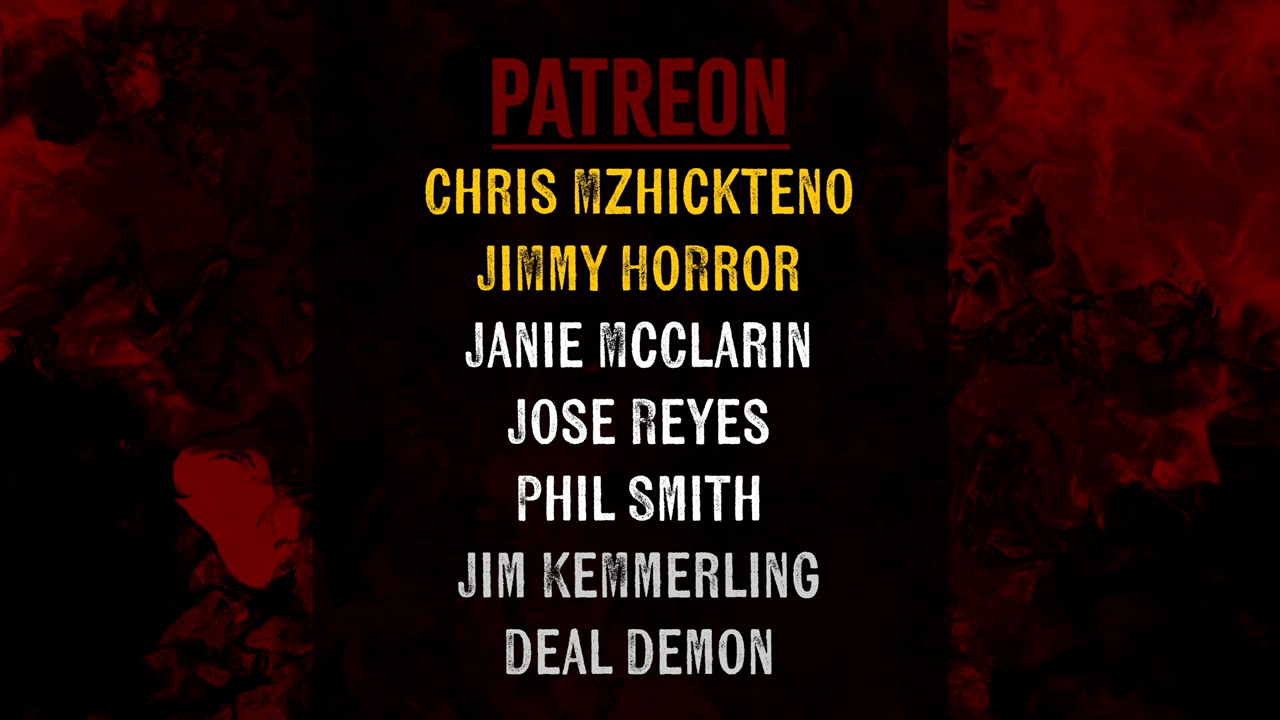 PATREON
CHRIS MZHICKTENO
JIMMY HORROR
JANIE MCCLARIN
JOSE REYES
PHIL SMITH
JIM KEMMERLING
DEAL DEMON